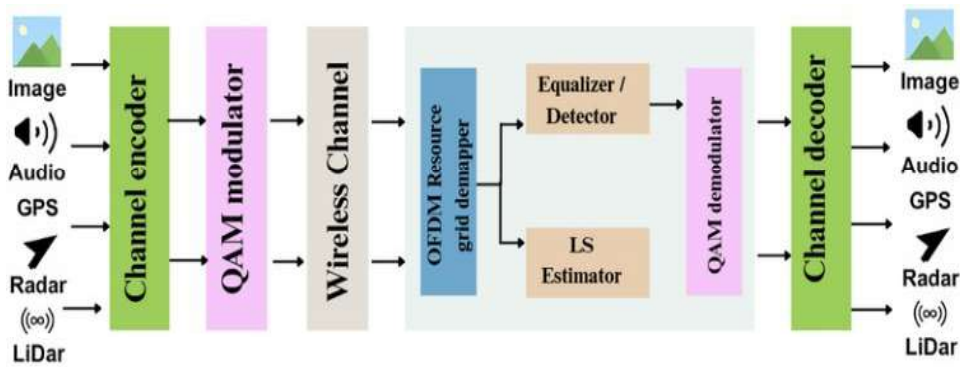 Image
Audio
GPS
Radar
((∞))
LiDar
Channel encoder
QAM modulator
Wireless Channel
OFDM Resource
grid demapper
Equalizer /
Detector
LS
Estimator
QAM demodulator
Channel decoder
Image
Audio
GPS
Radar
((∞))
LiDar